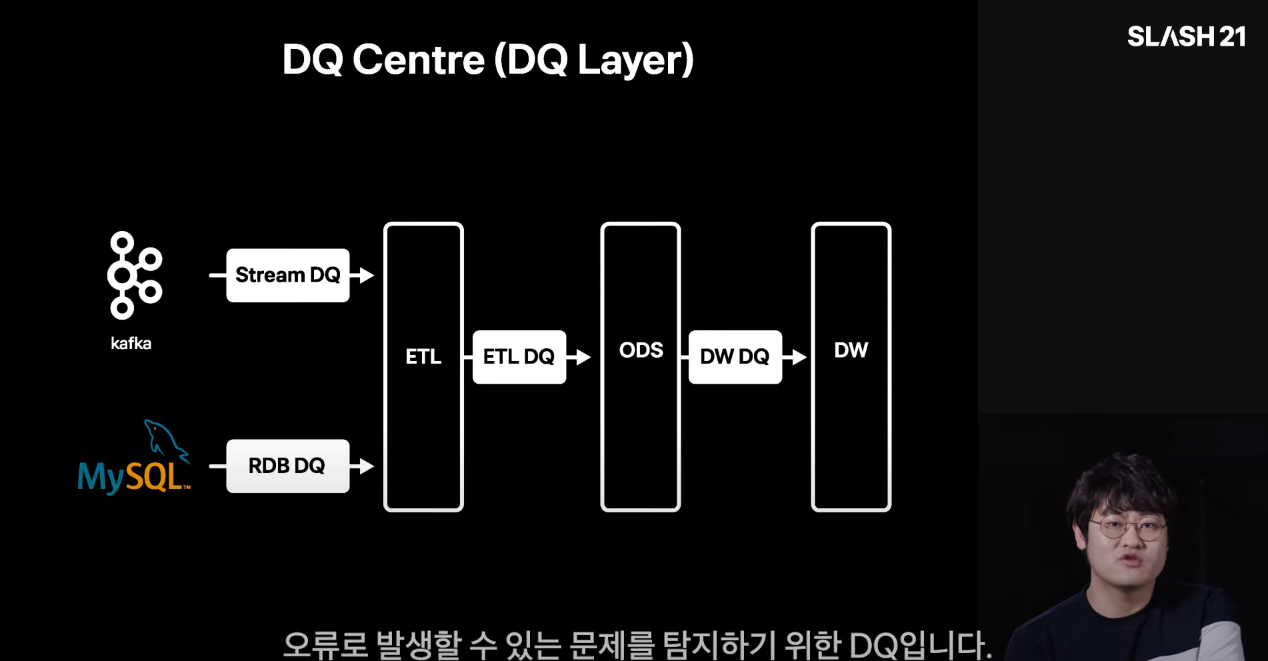 DQ Centre (DQ Layer)
SLASH 21
kafka
Stream DQ
MySQL™
RDB DQ
ETL
ETL DQ
ODS
DW DQ
DW
오류로 발생할 수 있는 문제를 탐지하기 위한 DQ입니다.